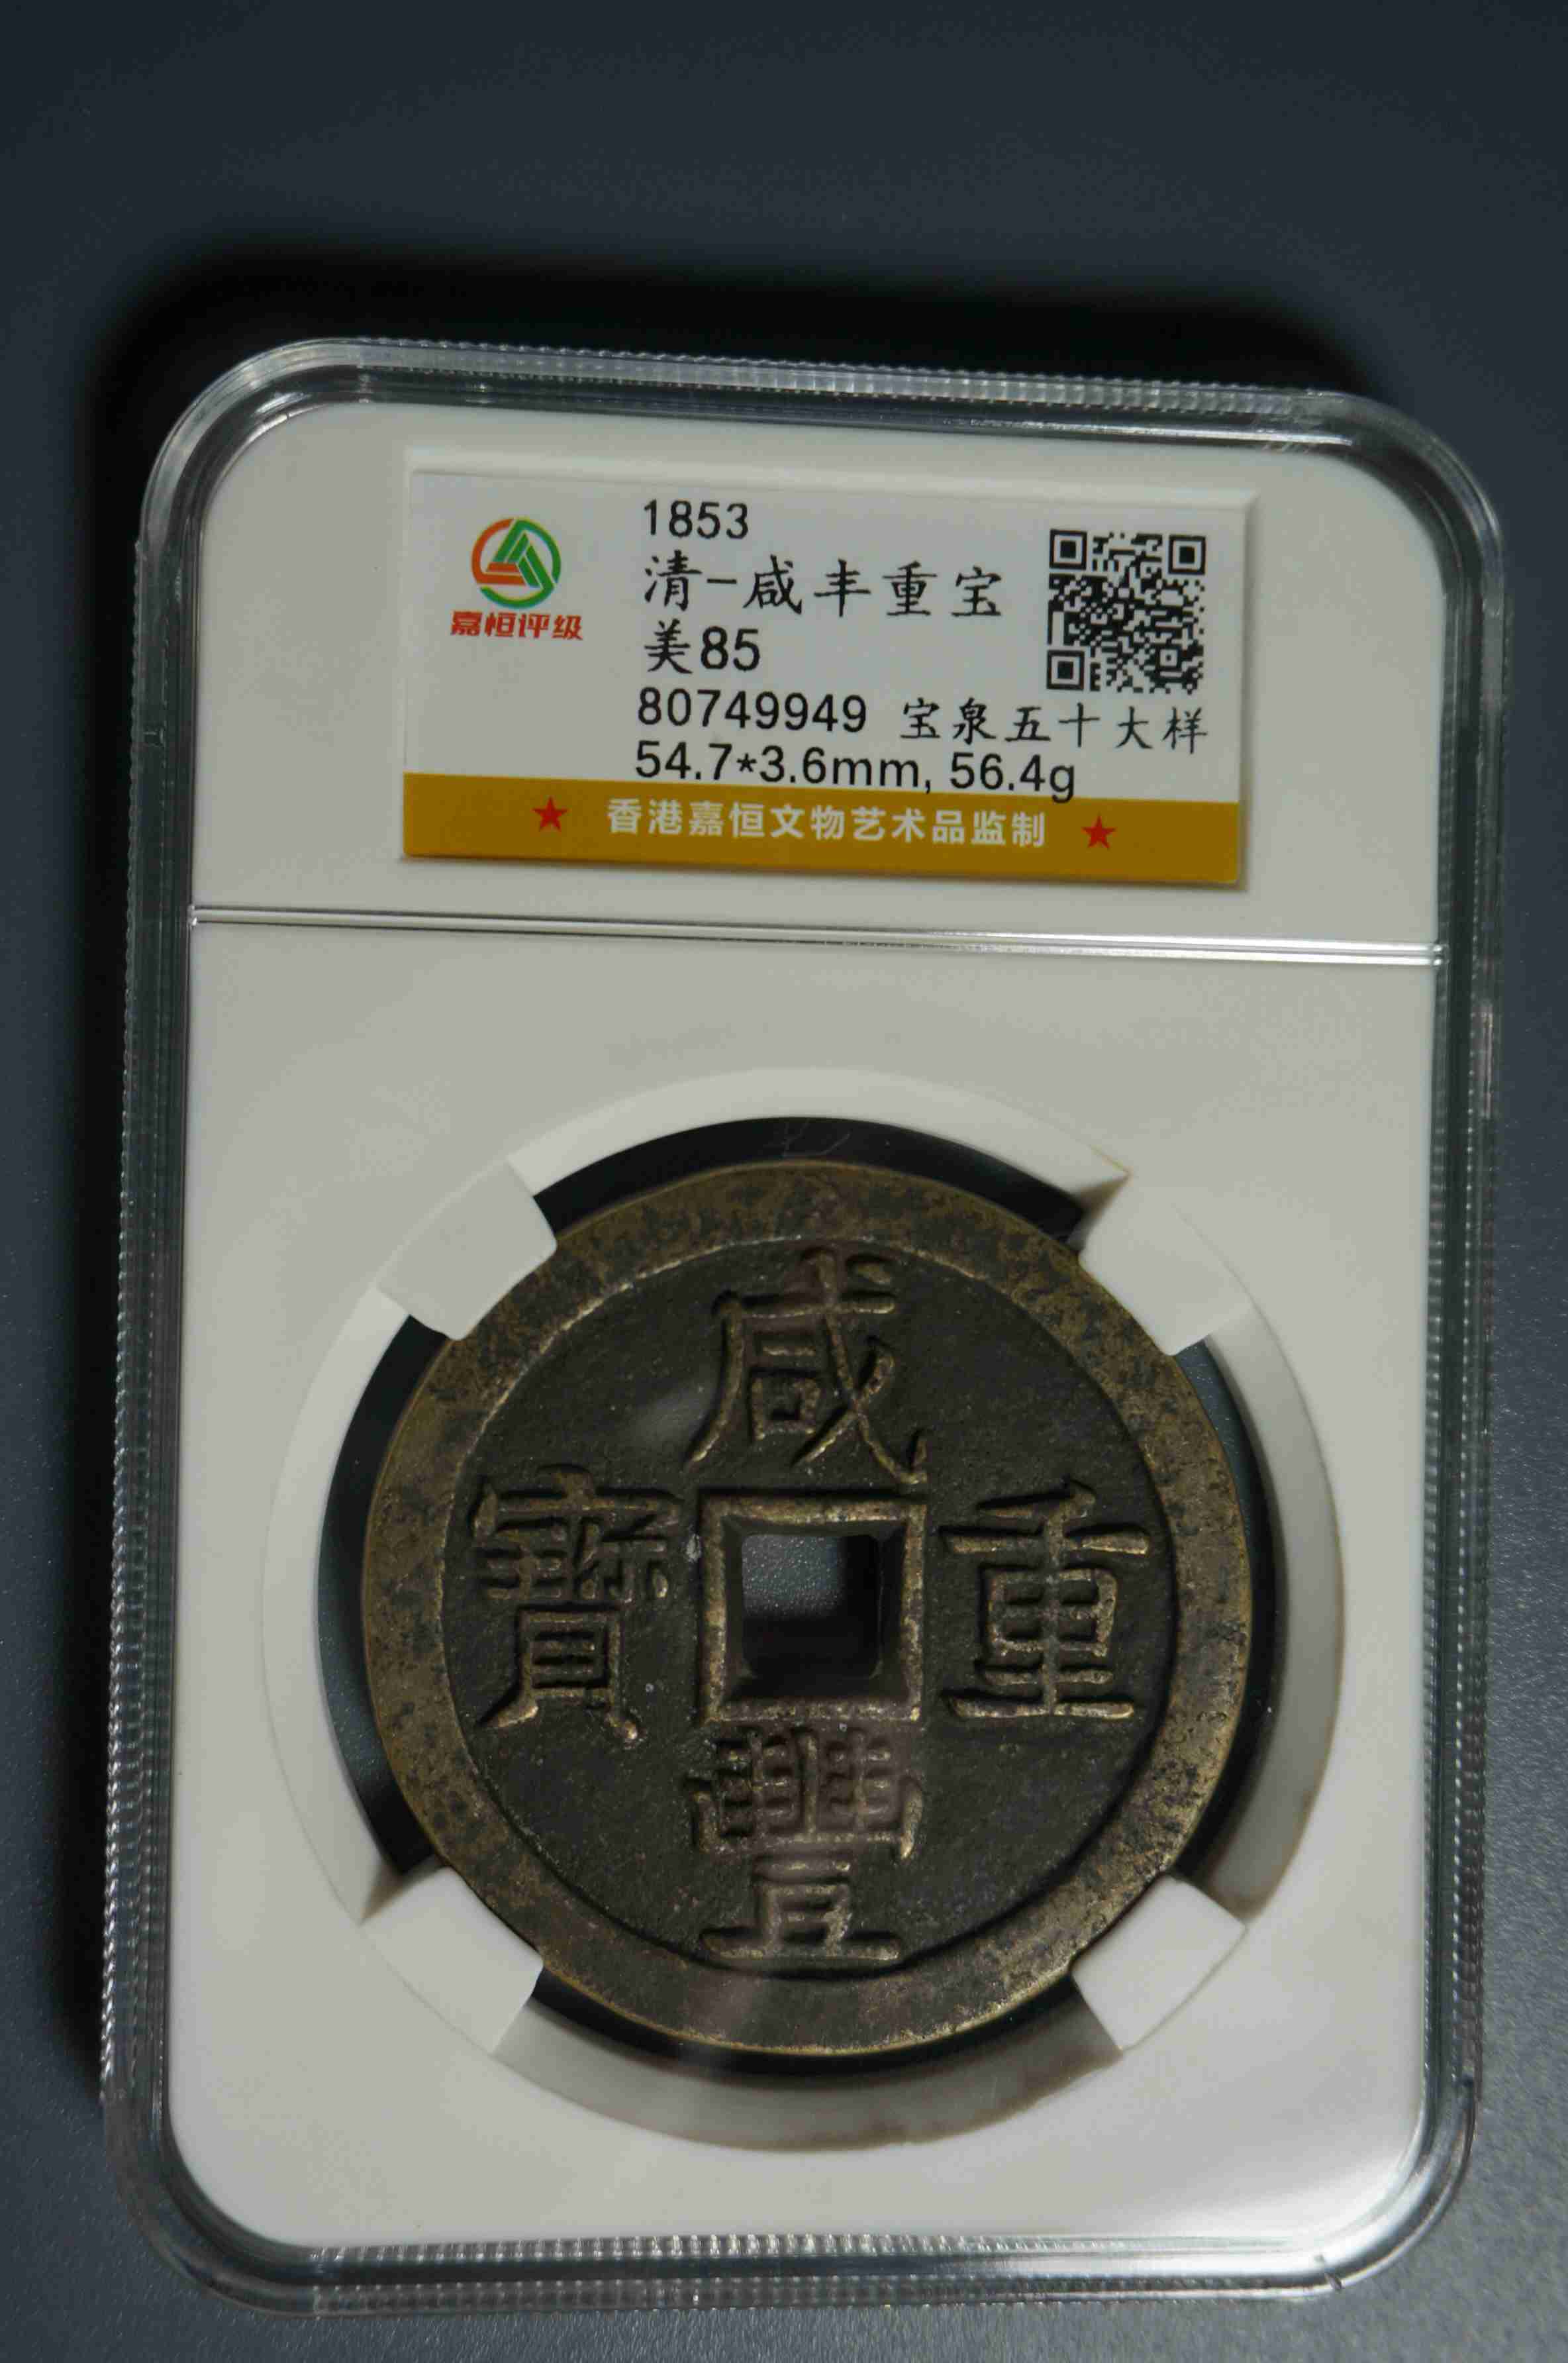 嘉恒评级
1853
清-咸丰重宝
美85
80749949 宝泉五十大样
54.7*3.6mm, 56.4g
★ 香港嘉恒文物艺术品监制 ★
咸
寶 重
豐